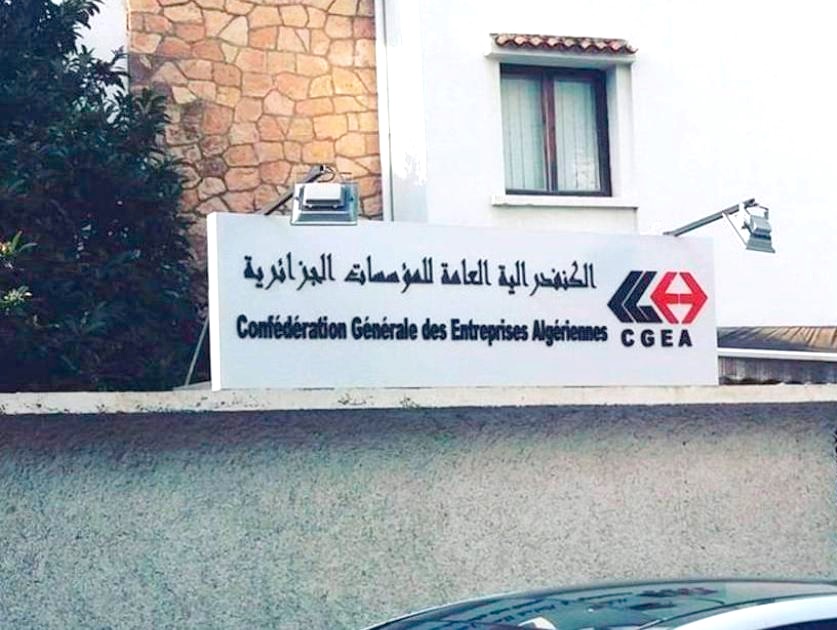 الكنفدرالية العامة للمؤسسات الجزائرية
Confédération Générale des Entreprises Algériennes
CGEA